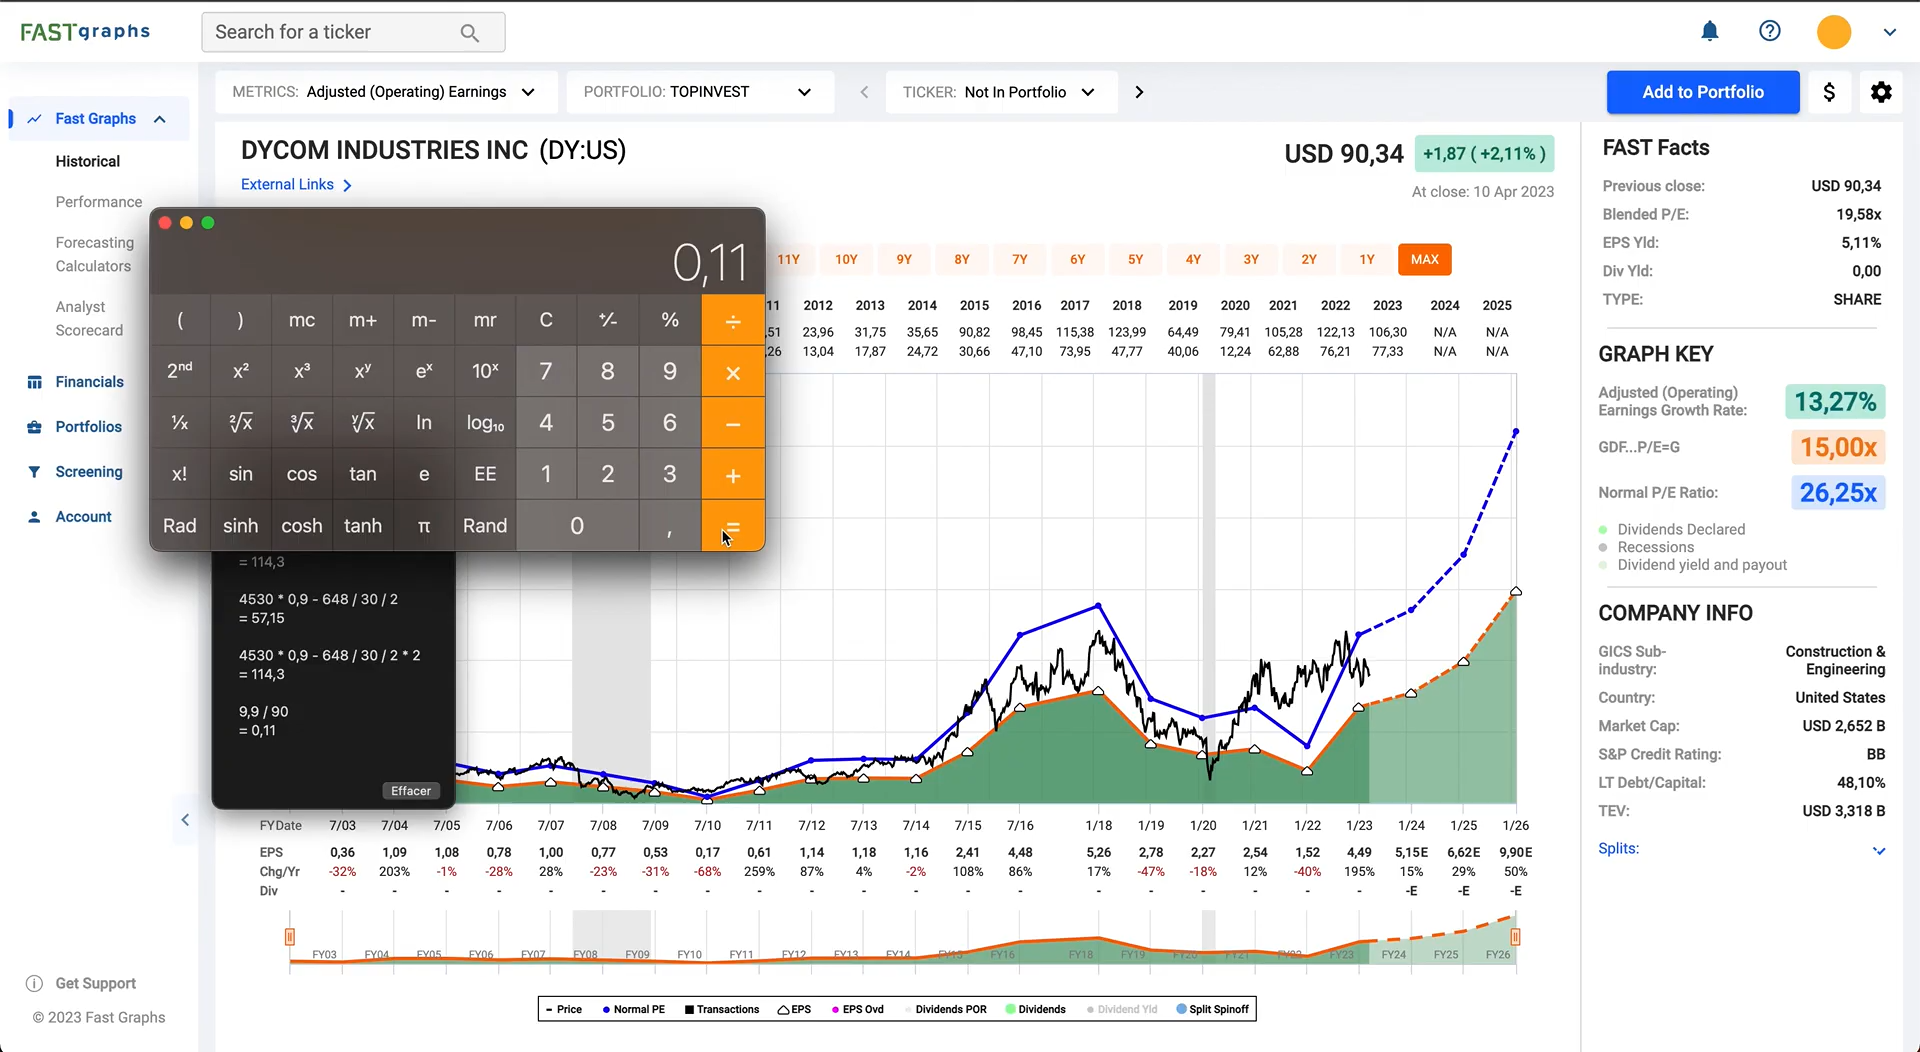 FAST graphs
Search for a ticker
METRICS: Adjusted (Operating) Earnings
PORTFOLIO: TOPINVEST
TICKER: Not In Portfolio
Add to Portfolio
$
Fast Graphs
Historical
Performance
Forecasting
Calculators
Analyst
Scorecard
Financials
Portfolios
Screening
Account
Get Support
© 2023 Fast Graphs
DYCOM INDUSTRIES INC (DY:US)
External Links
USD 90,34 +1,87 ( +2,11% )
At close: 10 Apr 2023
11Y 10Y 9Y 8Y 7Y 6Y 5Y 4Y 3Y 2Y 1Y MAX
11 2012 2013 2014 2015 2016 2017 2018 2019 2020 2021 2022 2023 2024 2025
,51 23,96 31,75 35,65 90,82 98,45 115,38 123,99 64,49 79,41 105,28 122,13 106,30 N/A N/A
,26 13,04 17,87 24,72 30,66 47,10 73,95 47,77 40,06 12,24 62,88 76,21 77,33 N/A N/A
0,11
( ) mc m+ m- mr C ⁺∕₋ % ÷
2ⁿᵈ x² x³ xʸ eˣ 10ˣ 7 8 9 ×
¹∕ₓ ²√x ³√x ʸ√x ln log₁₀ 4 5 6 −
x! sin cos tan e EE 1 2 3 +
Rad sinh cosh tanh π Rand 0 , =
= 114,3
4530 * 0,9 - 648 / 30 / 2
= 57,15
4530 * 0,9 - 648 / 30 / 2 * 2
= 114,3
9,9 / 90
= 0,11
Effacer
FYDate 7/03 7/04 7/05 7/06 7/07 7/08 7/09 7/10 7/11 7/12 7/13 7/14 7/15 7/16 1/18 1/19 1/20 1/21 1/22 1/23 1/24 1/25 1/26
EPS 0,36 1,09 1,08 0,78 1,00 0,77 0,53 0,17 0,61 1,14 1,18 1,16 2,41 4,48 5,26 2,78 2,27 2,54 1,52 4,49 5,15E 6,62E 9,90E
Chg/Yr -32% 203% -1% -28% 28% -23% -31% -68% 259% 87% 4% -2% 108% 86% 17% -47% -18% 12% -40% 195% 15% 29% 50%
Div - - - - - - - - - - - - - - - - - - - - -E -E -E
FY03 FY04 FY05 FY06 FY07 FY08 FY09 FY10 FY11 FY12 FY13 FY14 FY15 FY16 FY18 FY19 FY20 FY21 FY22 FY23 FY24 FY25 FY26
Price Normal PE Transactions EPS EPS Ovd Dividends POR Dividends Dividend Yld Split Spinoff
FAST Facts
Previous close: USD 90,34
Blended P/E: 19,58x
EPS Yld: 5,11%
Div Yld: 0,00
TYPE: SHARE
GRAPH KEY
Adjusted (Operating)
Earnings Growth Rate: 13,27%
GDF...P/E=G 15,00x
Normal P/E Ratio: 26,25x
Dividends Declared
Recessions
Dividend yield and payout
COMPANY INFO
GICS Sub-
industry:
Construction &
Engineering
Country: United States
Market Cap: USD 2,652 B
S&P Credit Rating: BB
LT Debt/Capital: 48,10%
TEV: USD 3,318 B
Splits: